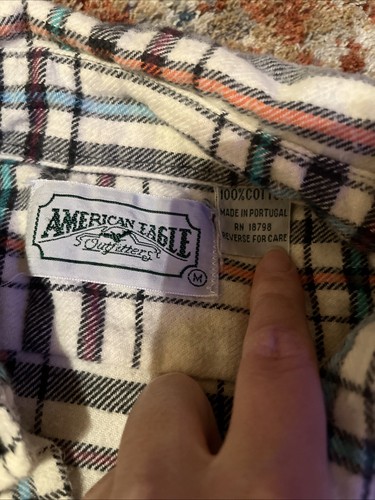 AMERICAN EAGLE
Outfitters
M
100%COTTON
MADE IN PORTUGAL
RN 18798
REVERSE FOR CARE